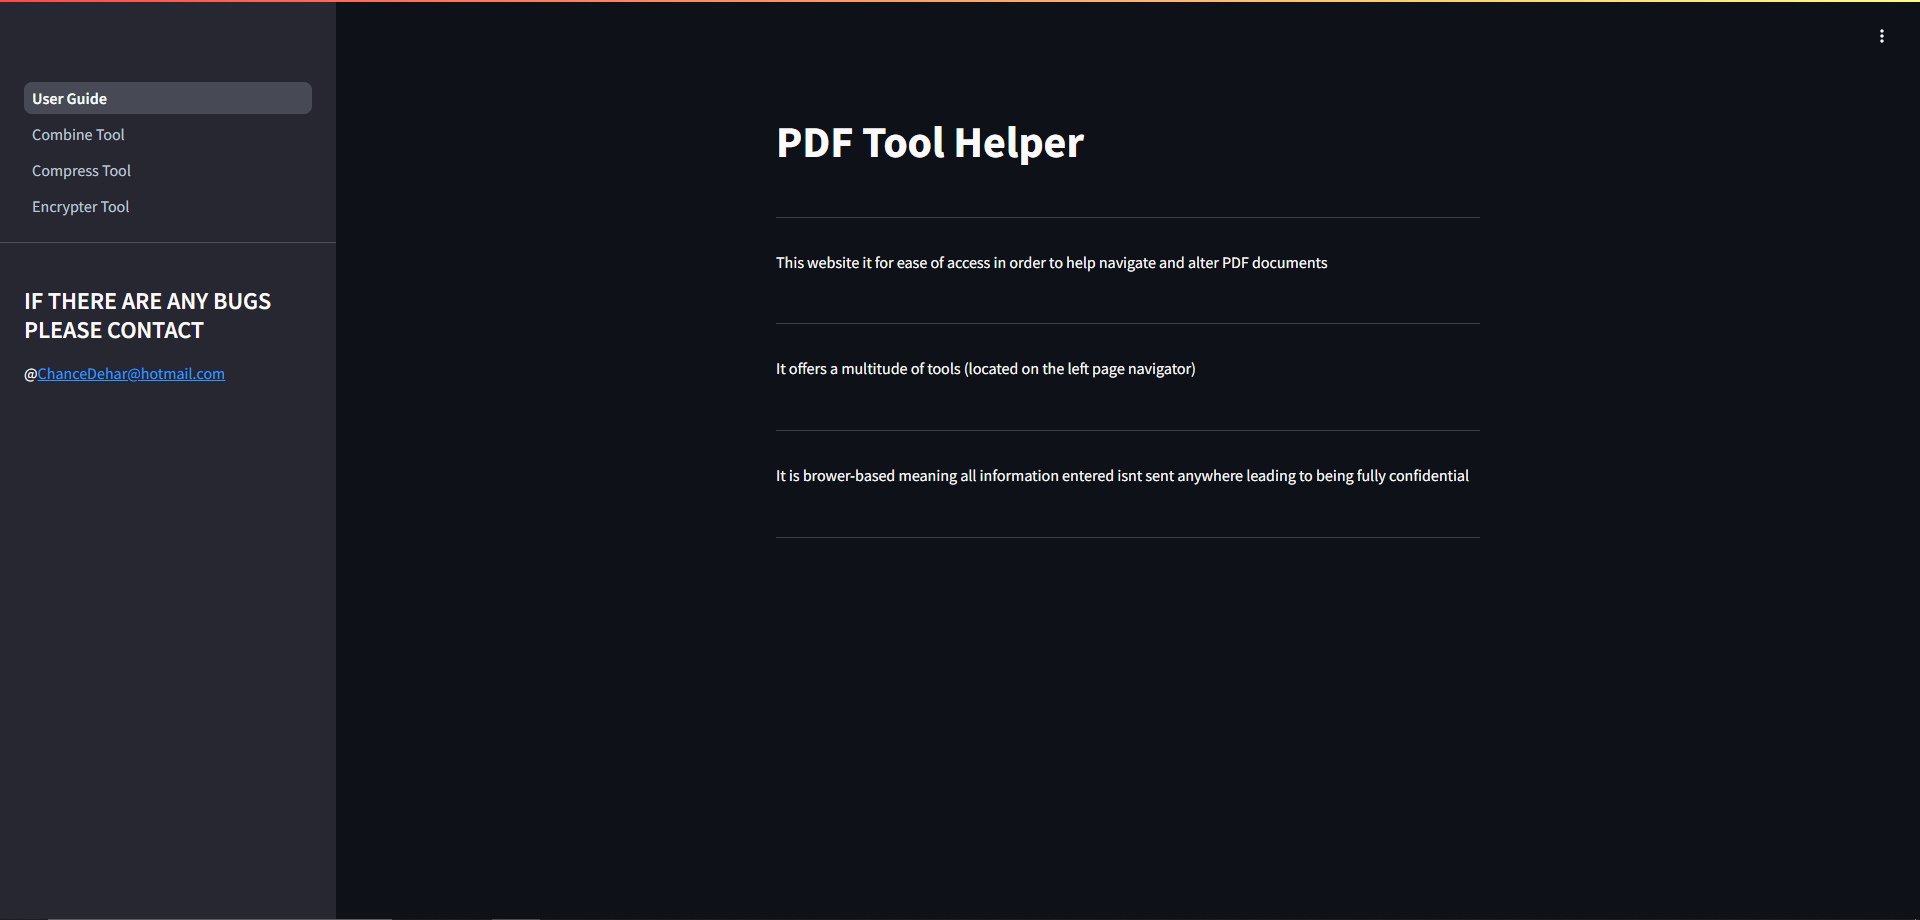 User Guide
Combine Tool
Compress Tool
Encrypter Tool
IF THERE ARE ANY BUGS
PLEASE CONTACT
@ChanceDehar@hotmail.com
PDF Tool Helper
This website it for ease of access in order to help navigate and alter PDF documents
It offers a multitude of tools (located on the left page navigator)
It is brower-based meaning all information entered isnt sent anywhere leading to being fully confidential